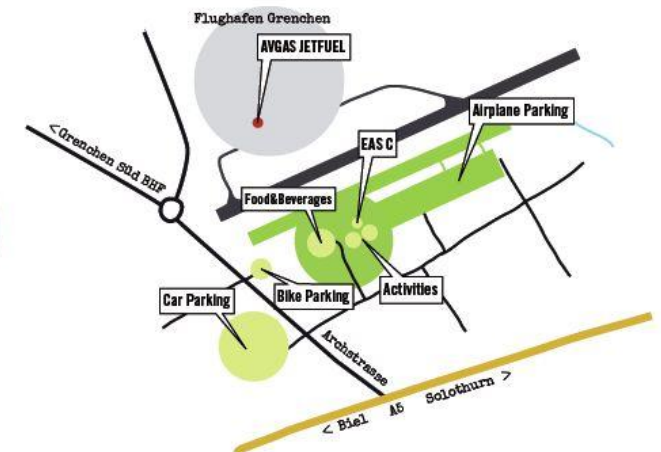 Flughafen Grenchen
AVGAS JETFUEL
Airplane Parking
EAS C
< Grenchen Süd BHF
Food&Beverages
Bike Parking
Activities
Car Parking
Archstrasse
< Biel A5 Solothurn >